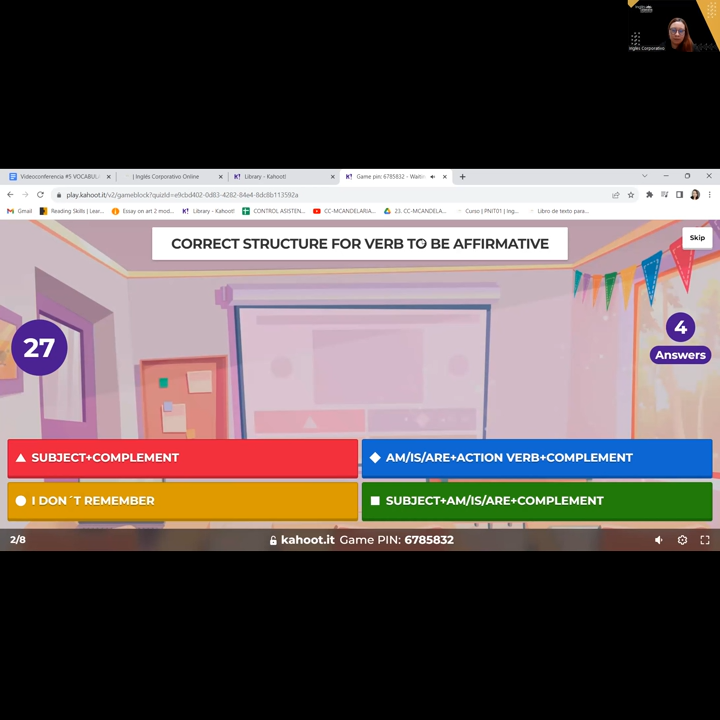 Inglés Corporativo
Videoconferencia #5 VOCABUL
| Inglés Corporativo Online
Library - Kahoot!
Game pin: 6785832 - Waitin
play.kahoot.it/v2/gameblock?quizId=e9cbd402-0d83-4282-84e4-8dc8b113592a
Gmail
Reading Skills | Lear...
Essay on art 2 mod...
Library - Kahoot!
CONTROL ASISTEN...
CC-MCANDELARIA...
23. CC-MCANDELA...
Curso | PNIT01 | Ing...
Libro de texto para...
CORRECT STRUCTURE FOR VERB TO BE AFFIRMATIVE
Skip
27
4
Answers
SUBJECT+COMPLEMENT
AM/IS/ARE+ACTION VERB+COMPLEMENT
I DON´T REMEMBER
SUBJECT+AM/IS/ARE+COMPLEMENT
2/8
kahoot.it Game PIN: 6785832